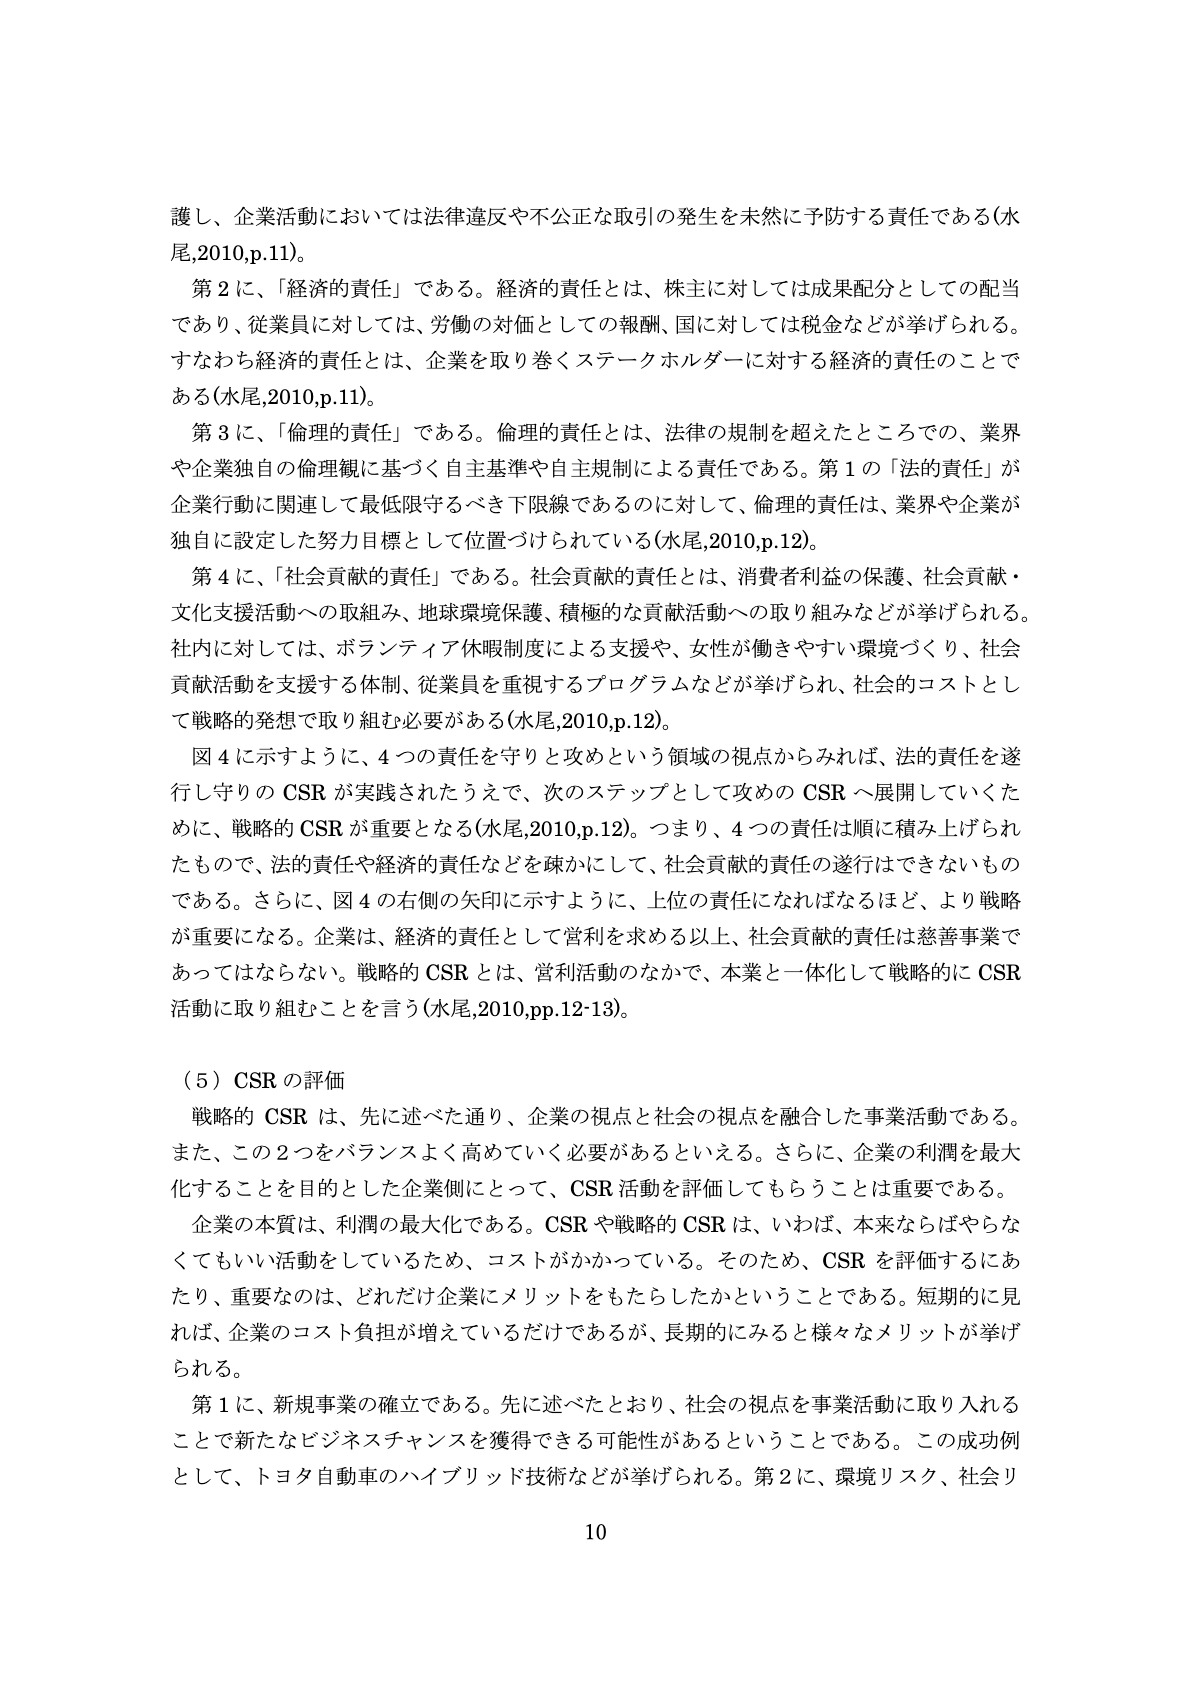 護し、企業活動においては法律違反や不公正な取引の発生を未然に予防する責任である(水
尾,2010,p.11)。
第 2 に、「経済的責任」である。経済的責任とは、株主に対しては成果配分としての配当
であり、従業員に対しては、労働の対価としての報酬、国に対しては税金などが挙げられる。
すなわち経済的責任とは、企業を取り巻くステークホルダーに対する経済的責任のことで
ある(水尾,2010,p.11)。
第 3 に、「倫理的責任」である。倫理的責任とは、法律の規制を超えたところでの、業界
や企業独自の倫理観に基づく自主基準や自主規制による責任である。第 1 の「法的責任」が
企業行動に関連して最低限守るべき下限線であるのに対して、倫理的責任は、業界や企業が
独自に設定した努力目標として位置づけられている(水尾,2010,p.12)。
第 4 に、「社会貢献的責任」である。社会貢献的責任とは、消費者利益の保護、社会貢献・
文化支援活動への取組み、地球環境保護、積極的な貢献活動への取り組みなどが挙げられる。
社内に対しては、ボランティア休暇制度による支援や、女性が働きやすい環境づくり、社会
貢献活動を支援する体制、従業員を重視するプログラムなどが挙げられ、社会的コストとし
て戦略的発想で取り組む必要がある(水尾,2010,p.12)。
図 4 に示すように、4 つの責任を守りと攻めという領域の視点からみれば、法的責任を遂
行し守りの CSR が実践されたうえで、次のステップとして攻めの CSR へ展開していくた
めに、戦略的 CSR が重要となる(水尾,2010,p.12)。つまり、4 つの責任は順に積み上げられ
たもので、法的責任や経済的責任などを疎かにして、社会貢献的責任の遂行はできないもの
である。さらに、図 4 の右側の矢印に示すように、上位の責任になればなるほど、より戦略
が重要になる。企業は、経済的責任として営利を求める以上、社会貢献的責任は慈善事業で
あってはならない。戦略的 CSR とは、営利活動のなかで、本業と一体化して戦略的に CSR
活動に取り組むことを言う(水尾,2010,pp.12-13)。
（5）CSR の評価
戦略的 CSR は、先に述べた通り、企業の視点と社会の視点を融合した事業活動である。
また、この 2 つをバランスよく高めていく必要があるといえる。さらに、企業の利潤を最大
化することを目的とした企業側にとって、CSR 活動を評価してもらうことは重要である。
企業の本質は、利潤の最大化である。CSR や戦略的 CSR は、いわば、本来ならばやらな
くてもいい活動をしているため、コストがかかっている。そのため、CSR を評価するにあ
たり、重要なのは、どれだけ企業にメリットをもたらしたかということである。短期的に見
れば、企業のコスト負担が増えているだけであるが、長期的にみると様々なメリットが挙げ
られる。
第 1 に、新規事業の確立である。先に述べたとおり、社会の視点を事業活動に取り入れる
ことで新たなビジネスチャンスを獲得できる可能性があるということである。この成功例
として、トヨタ自動車のハイブリッド技術などが挙げられる。第 2 に、環境リスク、社会リ
10